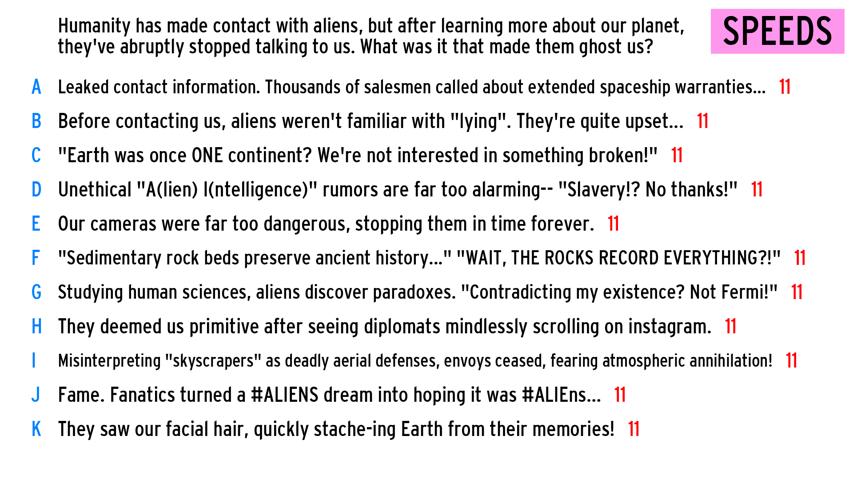 Humanity has made contact with aliens, but after learning more about our planet,
they've abruptly stopped talking to us. What was it that made them ghost us?
SPEEDS
A Leaked contact information. Thousands of salesmen called about extended spaceship warranties... 11
B Before contacting us, aliens weren't familiar with "lying". They're quite upset... 11
C "Earth was once ONE continent? We're not interested in something broken!" 11
D Unethical "A(lien) I(ntelligence)" rumors are far too alarming-- "Slavery!? No thanks!" 11
E Our cameras were far too dangerous, stopping them in time forever. 11
F "Sedimentary rock beds preserve ancient history..." "WAIT, THE ROCKS RECORD EVERYTHING?!" 11
G Studying human sciences, aliens discover paradoxes. "Contradicting my existence? Not Fermi!" 11
H They deemed us primitive after seeing diplomats mindlessly scrolling on instagram. 11
I Misinterpreting "skyscrapers" as deadly aerial defenses, envoys ceased, fearing atmospheric annihilation! 11
J Fame. Fanatics turned a #ALIENS dream into hoping it was #ALIEns... 11
K They saw our facial hair, quickly stache-ing Earth from their memories! 11